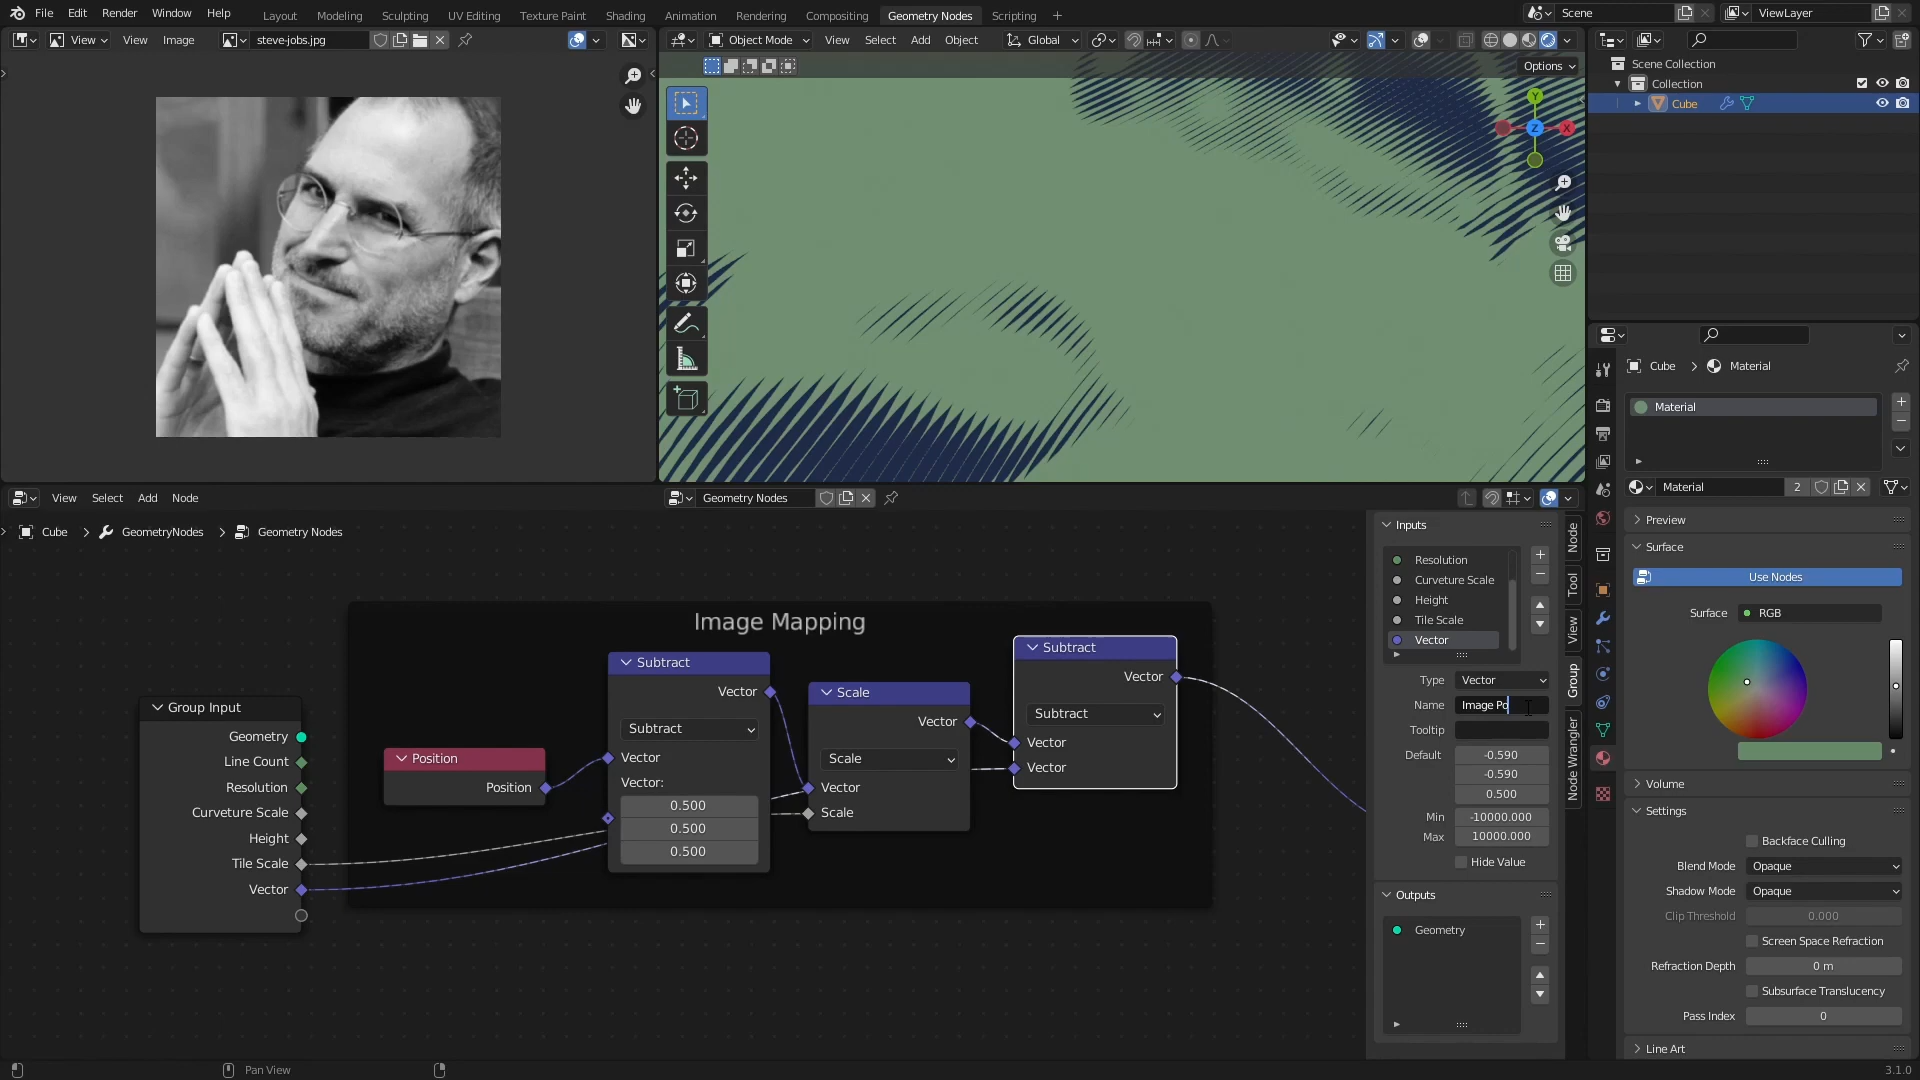 File Edit Render Window Help
Layout Modeling Sculpting UV Editing Texture Paint Shading Animation Rendering Compositing Geometry Nodes Scripting +
Scene
ViewLayer
View View Image steve-jobs.jpg
Object Mode View Select Add Object Global
Options
Y
X
Z
Scene Collection
Collection
Cube
Cube > Material
Material
Material 2
Preview
Surface
Use Nodes
Surface RGB
Volume
Settings
Backface Culling
Blend Mode Opaque
Shadow Mode Opaque
Clip Threshold 0.000
Screen Space Refraction
Refraction Depth 0 m
Subsurface Translucency
Pass Index 0
Line Art
View Select Add Node
Geometry Nodes
Cube > GeometryNodes > Geometry Nodes
Image Mapping
Group Input
Geometry
Line Count
Resolution
Curveture Scale
Height
Tile Scale
Vector
Position
Position
Subtract
Vector
Subtract
Vector
Vector:
0.500
0.500
0.500
Scale
Vector
Scale
Vector
Scale
Subtract
Vector
Subtract
Vector
Vector
Inputs
Resolution
Curveture Scale
Height
Tile Scale
Vector
Type Vector
Name Image Po
Tooltip
Default -0.590
-0.590
0.500
Min -10000.000
Max 10000.000
Hide Value
Outputs
Geometry
Node
Tool
View
Group
Node Wrangler
Pan View
3.1.0